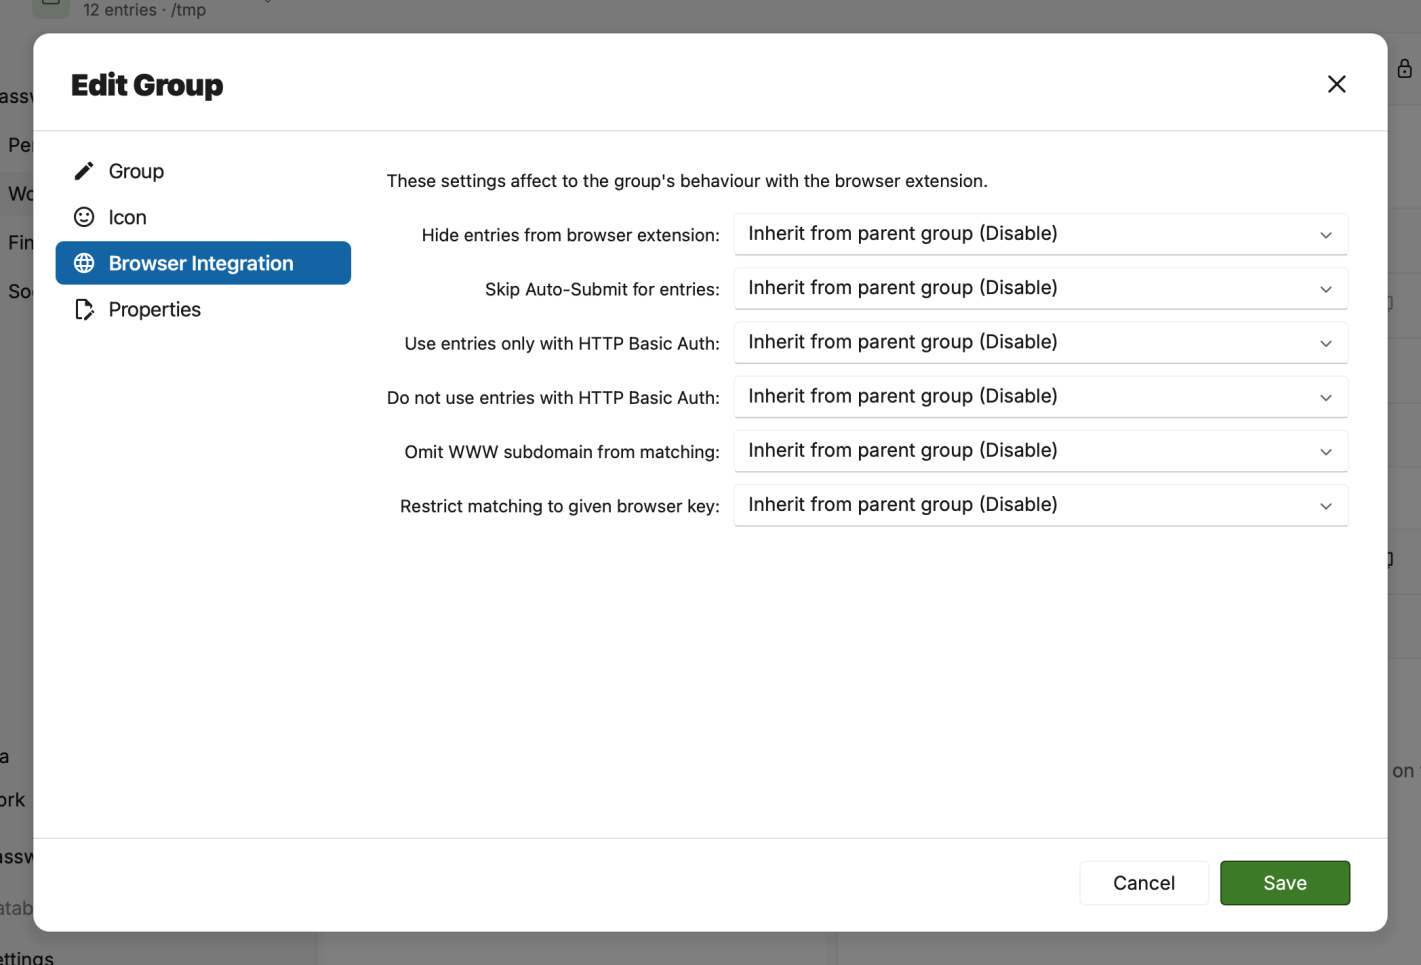 12 entries · /tmp
Edit Group
Group
Icon
Browser Integration
Properties
These settings affect to the group's behaviour with the browser extension.
Hide entries from browser extension: Inherit from parent group (Disable)
Skip Auto-Submit for entries: Inherit from parent group (Disable)
Use entries only with HTTP Basic Auth: Inherit from parent group (Disable)
Do not use entries with HTTP Basic Auth: Inherit from parent group (Disable)
Omit WWW subdomain from matching: Inherit from parent group (Disable)
Restrict matching to given browser key: Inherit from parent group (Disable)
on
Cancel
Save